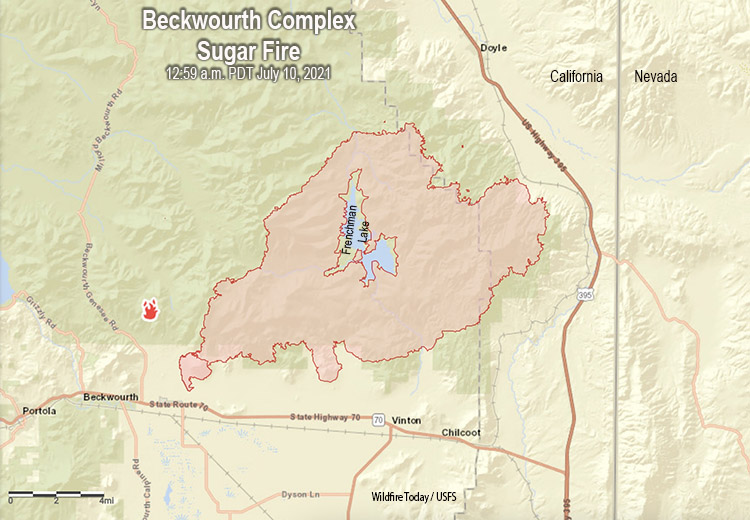 Beckwourth Complex
Sugar Fire
12:59 a.m. PDT July 10, 2021
Doyle
California
Nevada
US Highway 395
Beckwourth Rd
Frenchman
Lake
395
Grizzly Rd
Beckwourth Genesee Rd
Portola
Beckwourth
State Route 70
State Highway 70
70
Vinton
Chilcoot
Dyson Ln
0 2 4mi
Wildfire Today / USFS